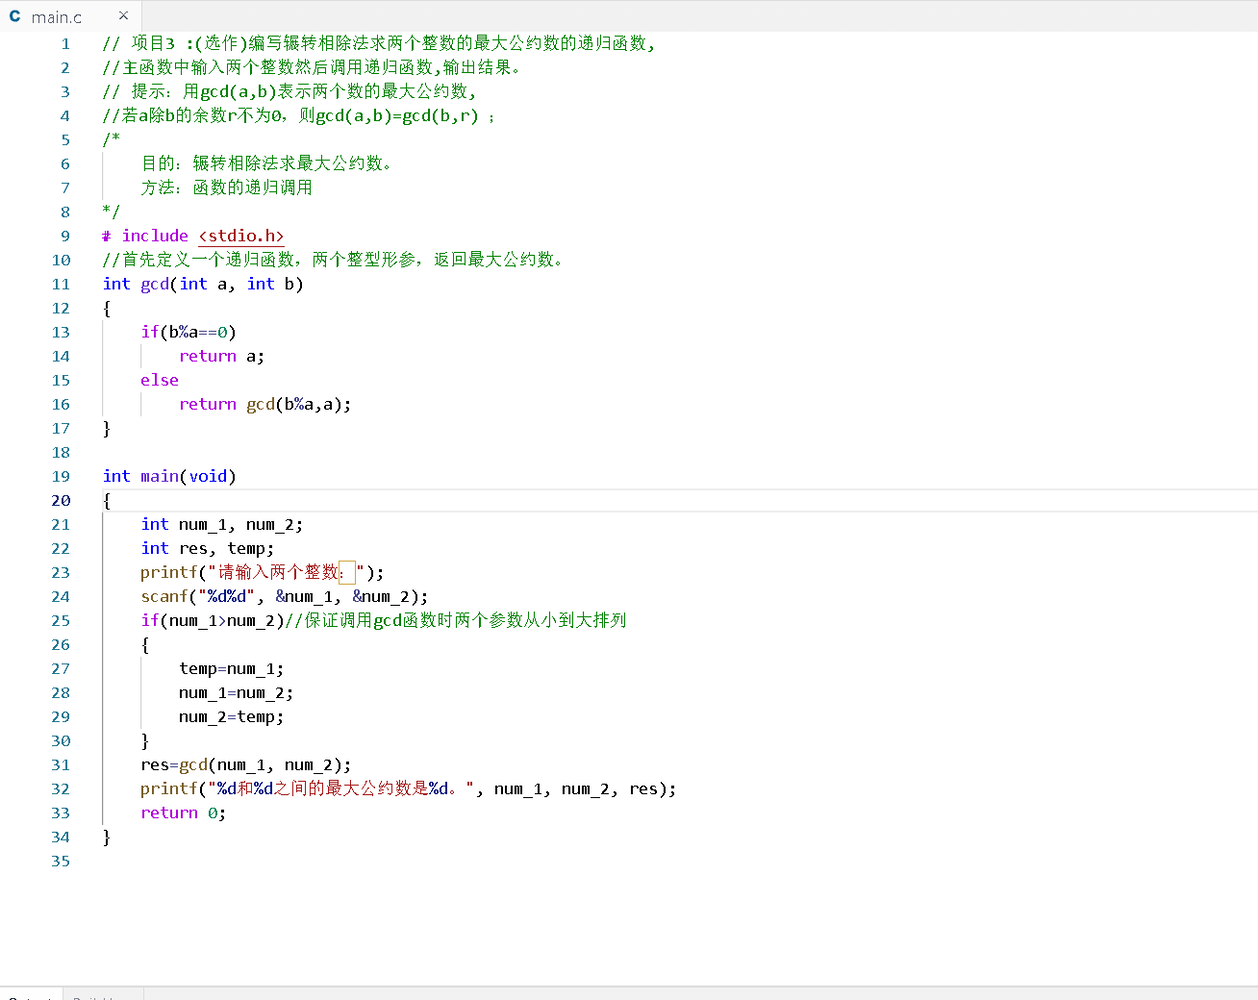 C main.c ×
1 // 项目3 :(选作)编写辗转相除法求两个整数的最大公约数的递归函数,
2 //主函数中输入两个整数然后调用递归函数,输出结果。
3 // 提示：用gcd(a,b)表示两个数的最大公约数,
4 //若a除b的余数r不为0，则gcd(a,b)=gcd(b,r) ；
5 /*
6     目的：辗转相除法求最大公约数。
7     方法：函数的递归调用
8 */
9 # include <stdio.h>
10 //首先定义一个递归函数，两个整型形参，返回最大公约数。
11 int gcd(int a, int b)
12 {
13     if(b%a==0)
14         return a;
15     else
16         return gcd(b%a,a);
17 }
18
19 int main(void)
20 {
21     int num_1, num_2;
22     int res, temp;
23     printf("请输入两个整数：");
24     scanf("%d%d", &num_1, &num_2);
25     if(num_1>num_2)//保证调用gcd函数时两个参数从小到大排列
26     {
27         temp=num_1;
28         num_1=num_2;
29         num_2=temp;
30     }
31     res=gcd(num_1, num_2);
32     printf("%d和%d之间的最大公约数是%d。", num_1, num_2, res);
33     return 0;
34 }
35